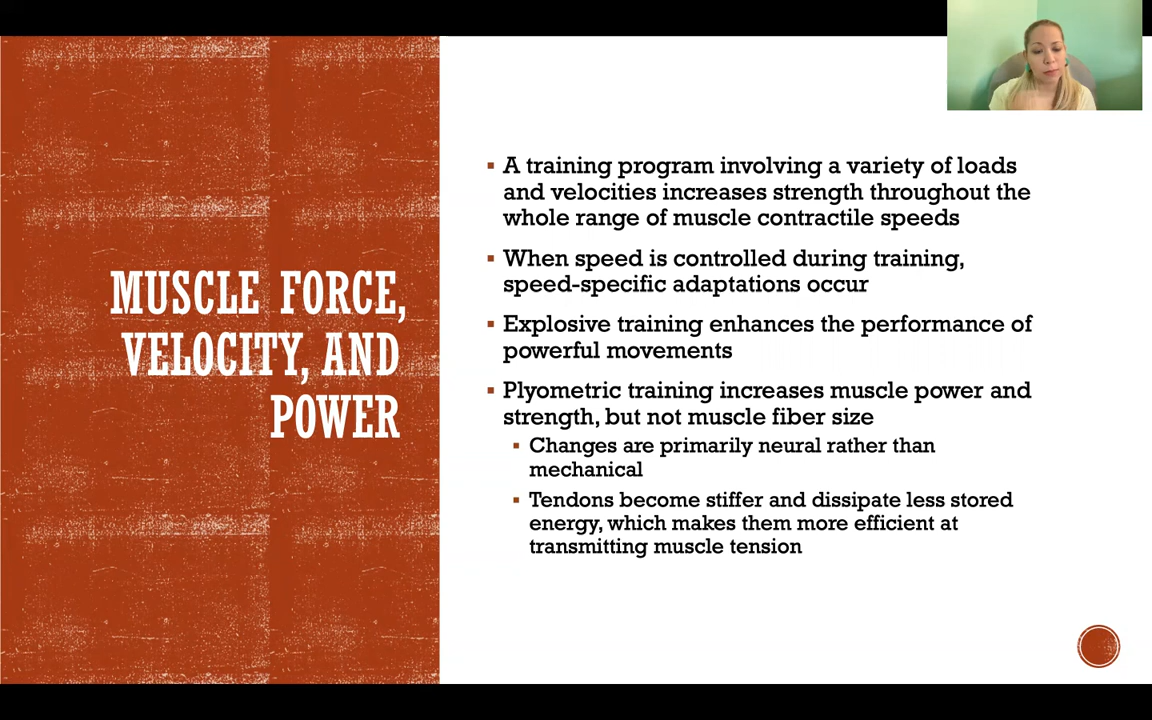 MUSCLE FORCE,
VELOCITY, AND
POWER
A training program involving a variety of loads
and velocities increases strength throughout the
whole range of muscle contractile speeds
When speed is controlled during training,
speed-specific adaptations occur
Explosive training enhances the performance of
powerful movements
Plyometric training increases muscle power and
strength, but not muscle fiber size
Changes are primarily neural rather than
mechanical
Tendons become stiffer and dissipate less stored
energy, which makes them more efficient at
transmitting muscle tension